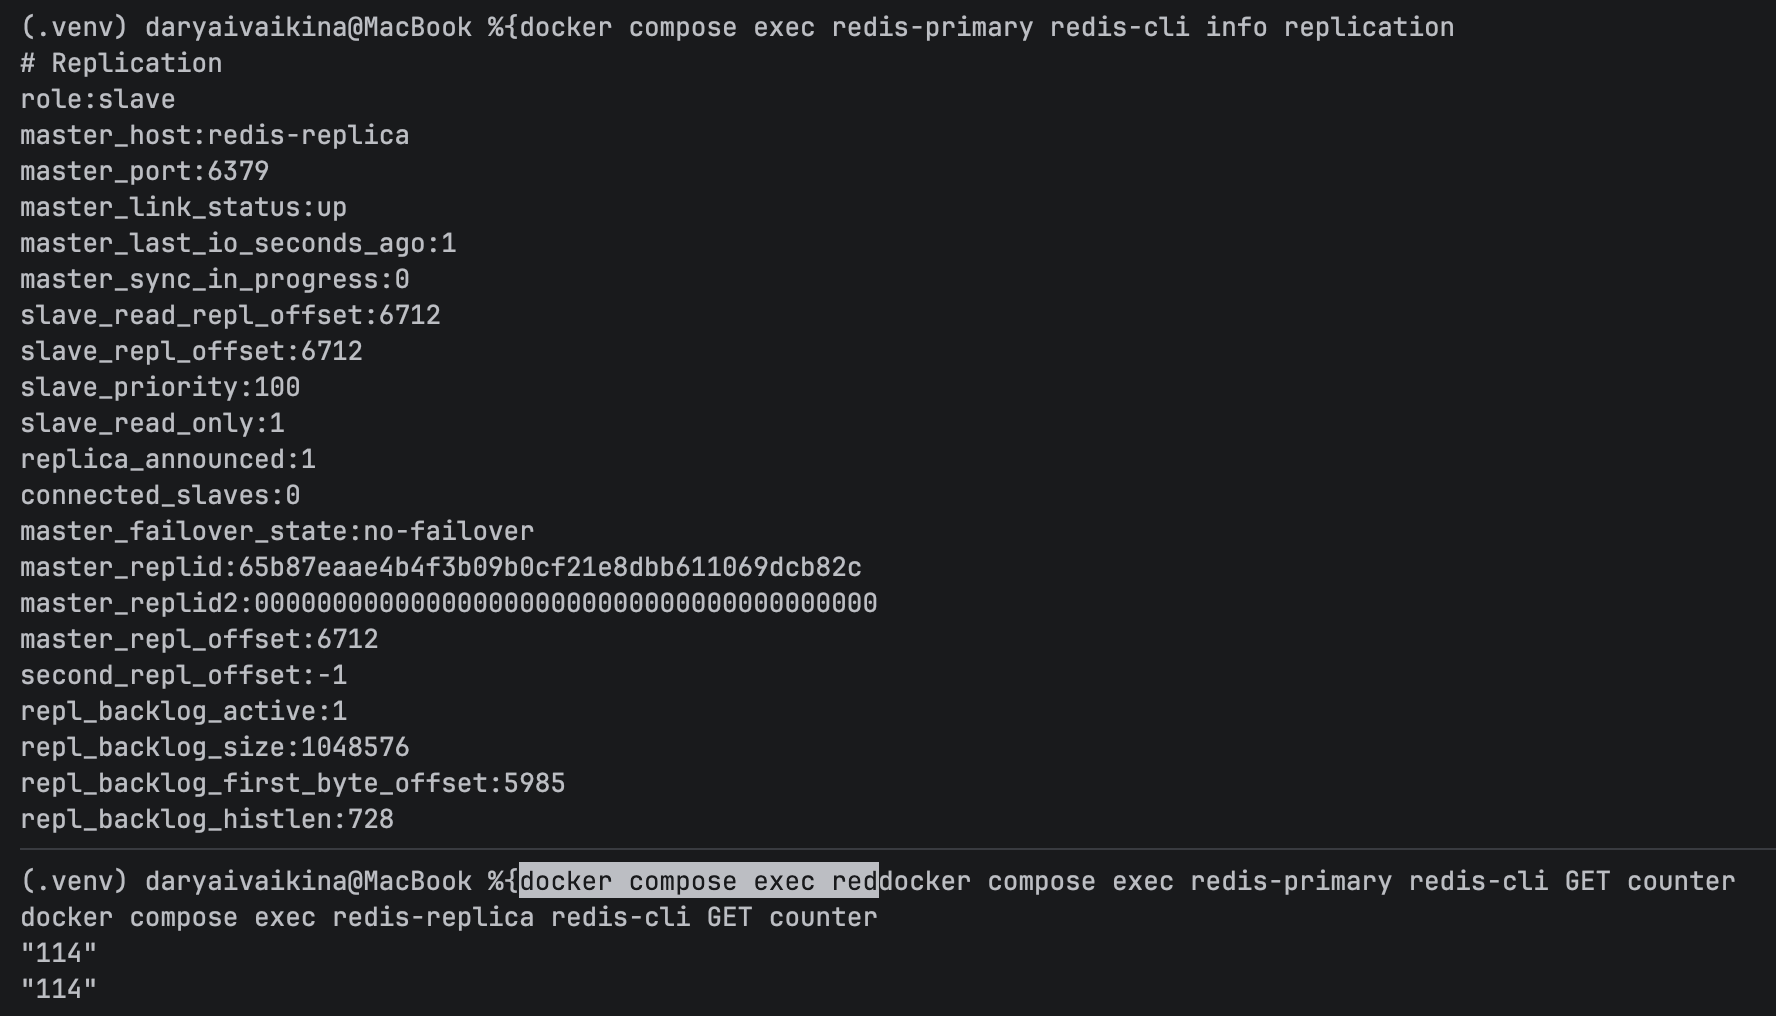 (.venv) daryaivaikina@MacBook %{docker compose exec redis-primary redis-cli info replication
# Replication
role:slave
master_host:redis-replica
master_port:6379
master_link_status:up
master_last_io_seconds_ago:1
master_sync_in_progress:0
slave_read_repl_offset:6712
slave_repl_offset:6712
slave_priority:100
slave_read_only:1
replica_announced:1
connected_slaves:0
master_failover_state:no-failover
master_replid:65b87eaae4b4f3b09b0cf21e8dbb611069dcb82c
master_replid2:0000000000000000000000000000000000000000
master_repl_offset:6712
second_repl_offset:-1
repl_backlog_active:1
repl_backlog_size:1048576
repl_backlog_first_byte_offset:5985
repl_backlog_histlen:728
(.venv) daryaivaikina@MacBook %{docker compose exec reddocker compose exec redis-primary redis-cli GET counter
docker compose exec redis-replica redis-cli GET counter
"114"
"114"